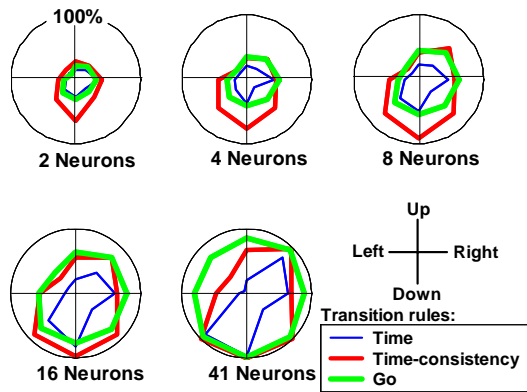 100%
2 Neurons
4 Neurons
8 Neurons
16 Neurons
41 Neurons
Up
Left
Right
Down
Transition rules:
Time
Time-consistency
Go